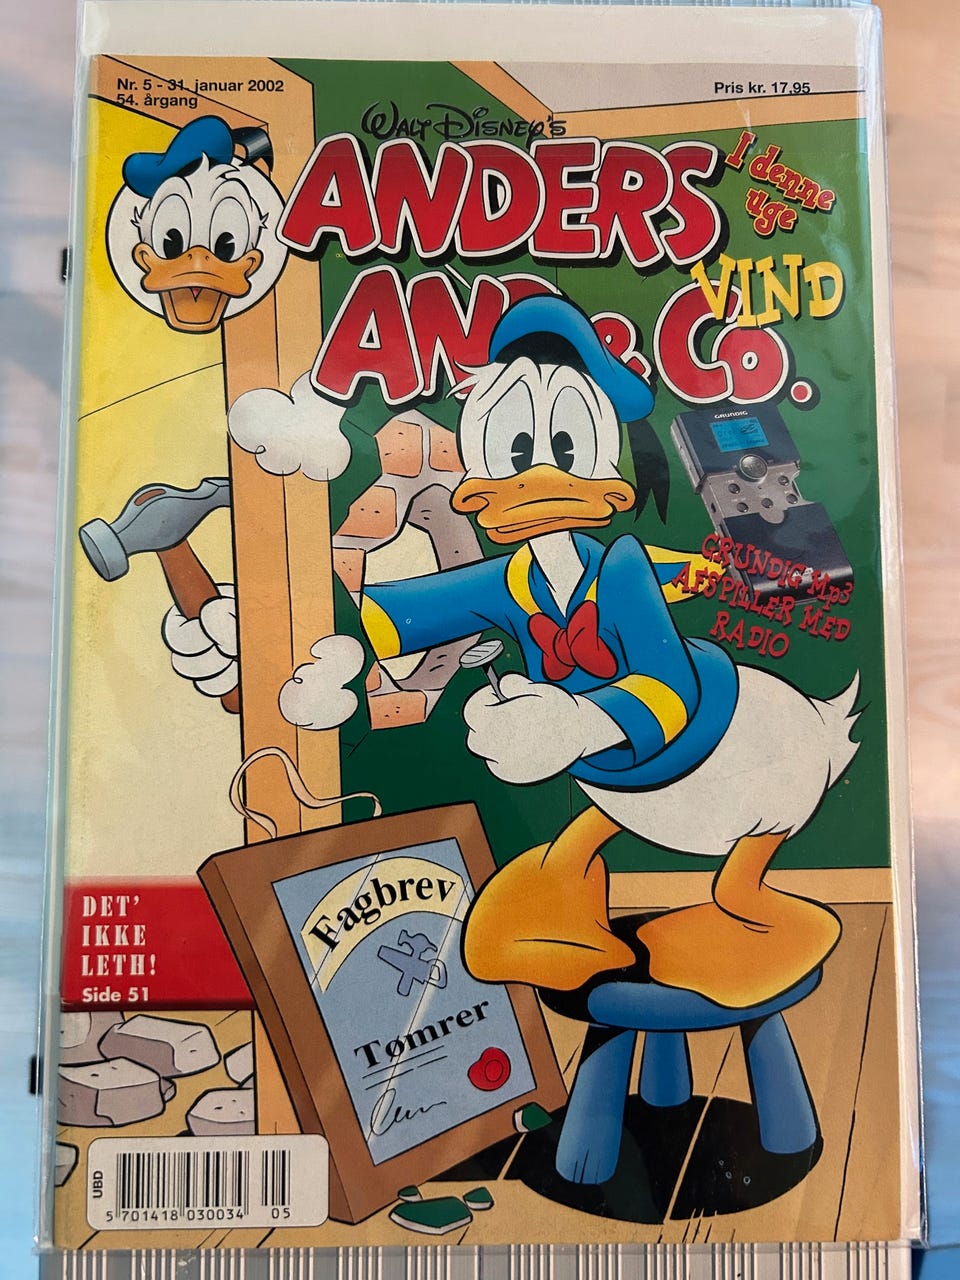 Nr. 5 - 31. januar 2002
54. årgang
Pris kr. 17,95
WALT DISNEY'S
ANDERS
AND & Co.
I denne
uge
VIND
GRUNDIG
GRUNDIG Mp3
AFSPILLER MED
RADIO
Fagbrev
Tømrer
DET'
IKKE
LETH!
Side 51
UBD
5 701418 030034 05